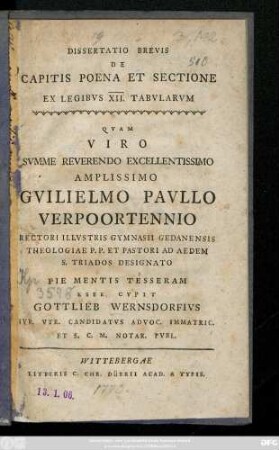 DISSERTATIO BREVIS
DE
CAPITIS POENA ET SECTIONE
EX LEGIBVS XII. TABVLARVM
QVAM
VIRO
SVMME REVERENDO EXCELLENTISSIMO
AMPLISSIMO
GVILIELMO PAVLLO
VERPOORTENNIO
RECTORI ILLVSTRIS GYMNASII GEDANENSIS
THEOLOGIAE P. P. ET PASTORI AD AEDEM
S. TRIADOS DESIGNATO
PIE MENTIS TESSERAM
3598
ESSE CVPIT
GOTTLIEB WERNSDORFIVS
IVR. VTR. CANDIDATVS ADVOC. IMMATRIC.
ET S. C. M. NOTAR. PVBL.
WITTEBERGAE
LITTERIS C. CHR. DÜRRII ACAD. A TYPIS.
13. 1. 06.